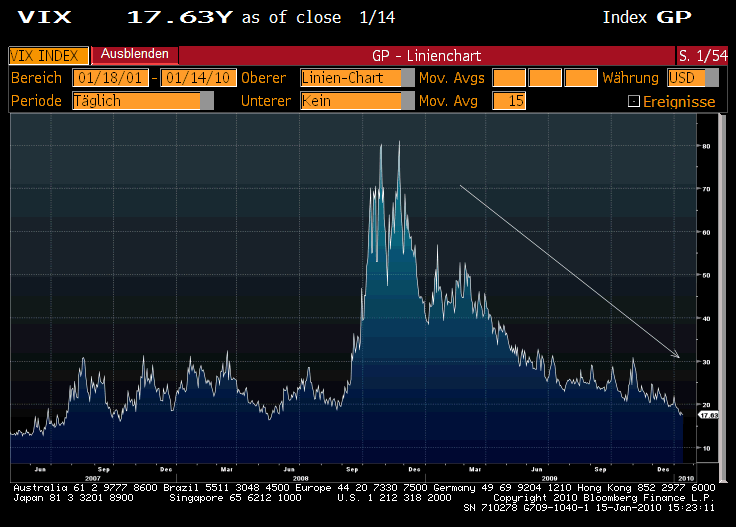 VIX 17.63Y as of close 1/14 Index GP
VIX INDEX Ausblenden GP - Linienchart S. 1/54
Bereich 01/18/01 - 01/14/10 Oberer Linien-Chart Mov. Avgs Währung USD
Periode Täglich Unterer Kein Mov. Avg 15 Ereignisse
80
70
60
50
40
30
20
17.63
10
Jun Sep Dec Mar Jun Sep Dec Mar Jun Sep Dec
2007 2008 2009 2010
Australia 61 2 9777 8600 Brazil 5511 3048 4500 Europe 44 20 7330 7500 Germany 49 69 9204 1210 Hong Kong 852 2977 6000
Japan 81 3 3201 8900 Singapore 65 6212 1000 U.S. 1 212 318 2000 Copyright 2010 Bloomberg Finance L.P.
SN 710278 G709-1040-1 15-Jan-2010 15:23:11